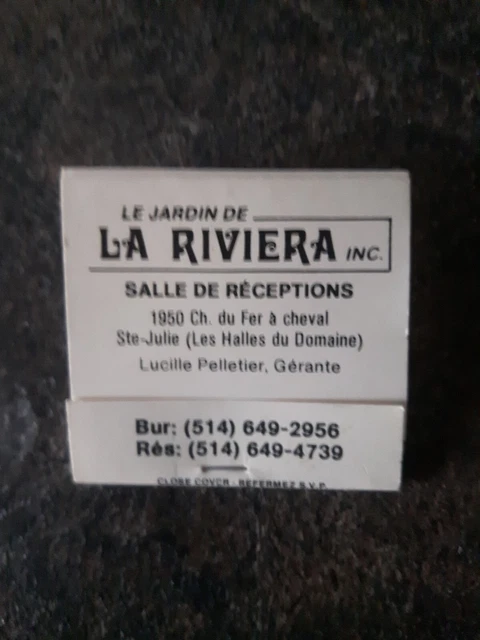 LE JARDIN DE
LA RIVIERA INC.
SALLE DE RÉCEPTIONS
1950 Ch. du Fer à cheval
Ste-Julie (Les Halles du Domaine)
Lucille Pelletier, Gérante
Bur: (514) 649-2956
Rés: (514) 649-4739
CLOSE COVER - REFERMEZ S.V.P.